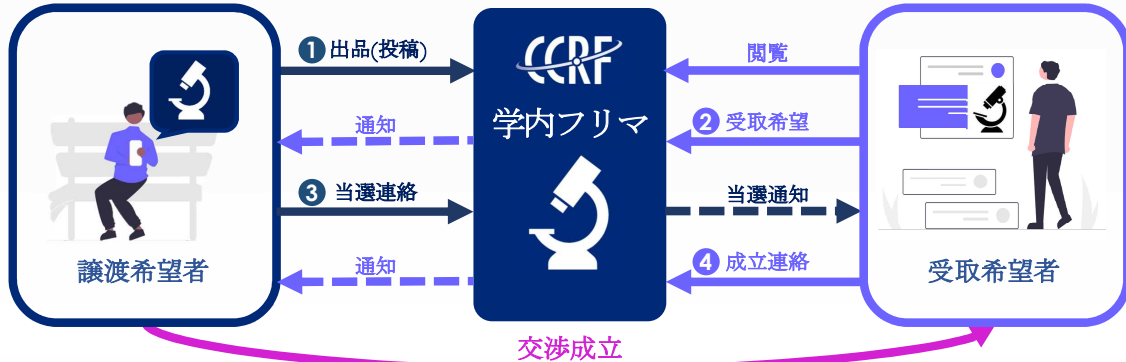 ❶ 出品(投稿)
CCRF
閲覧
学内フリマ
通知
❷ 受取希望
❸ 当選連絡
当選通知
通知
❹ 成立連絡
譲渡希望者
受取希望者
交渉成立